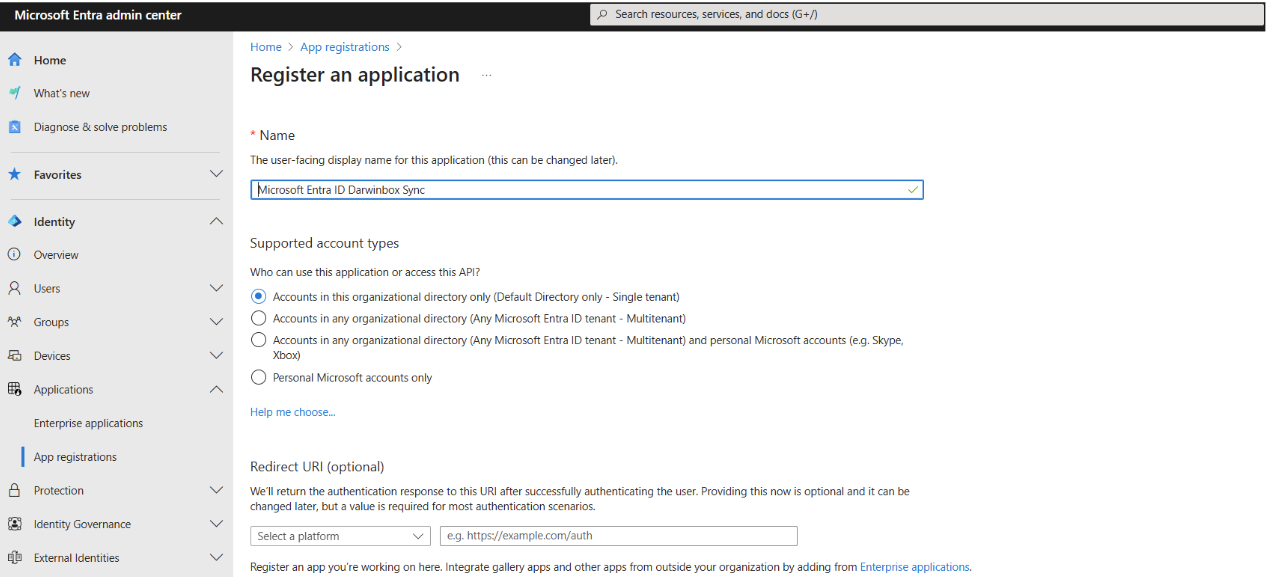 Microsoft Entra admin center
Search resources, services, and docs (G+/)
Home
What's new
Diagnose & solve problems
Favorites
Identity
Overview
Users
Groups
Devices
Applications
Enterprise applications
App registrations
Protection
Identity Governance
External Identities
Home > App registrations >
Register an application ...
* Name
The user-facing display name for this application (this can be changed later).
Microsoft Entra ID Darwinbox Sync
Supported account types
Who can use this application or access this API?
Accounts in this organizational directory only (Default Directory only - Single tenant)
Accounts in any organizational directory (Any Microsoft Entra ID tenant - Multitenant)
Accounts in any organizational directory (Any Microsoft Entra ID tenant - Multitenant) and personal Microsoft accounts (e.g. Skype,
Xbox)
Personal Microsoft accounts only
Help me choose...
Redirect URI (optional)
We'll return the authentication response to this URI after successfully authenticating the user. Providing this now is optional and it can be
changed later, but a value is required for most authentication scenarios.
Select a platform
e.g. https://example.com/auth
Register an app you're working on here. Integrate gallery apps and other apps from outside your organization by adding from Enterprise applications.